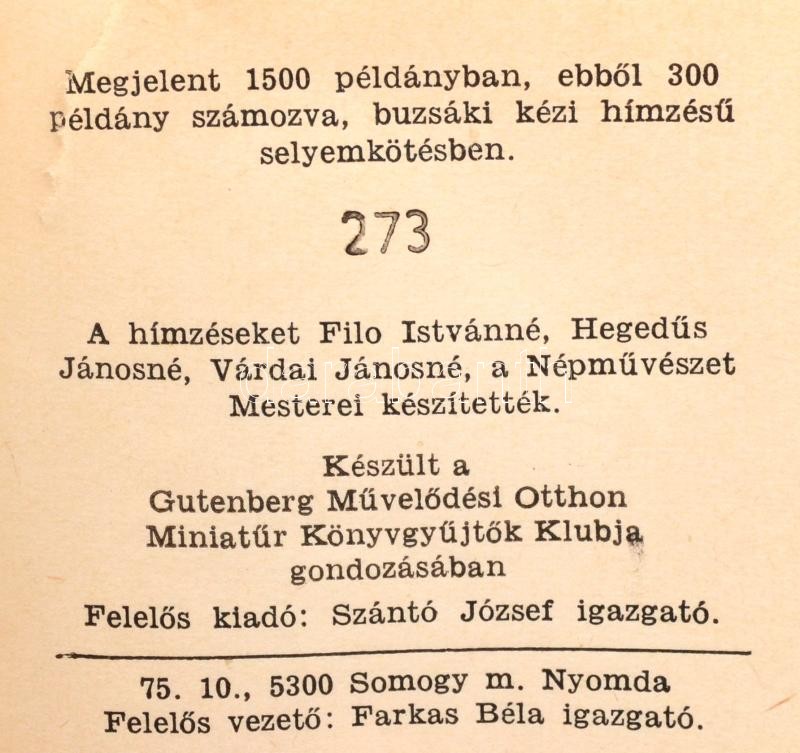 Megjelent 1500 példányban, ebből 300
példány számozva, buzsáki kézi hímzésű
selyemkötésben.
273
A hímzéseket Filo Istvánné, Hegedűs
Jánosné, Várdai Jánosné, a Népművészet
Mesterei készítették.
Készült a
Gutenberg Művelődési Otthon
Miniatűr Könyvgyűjtők Klubja
gondozásában
Felelős kiadó: Szántó József igazgató.
75. 10., 5300 Somogy m. Nyomda
Felelős vezető: Farkas Béla igazgató.